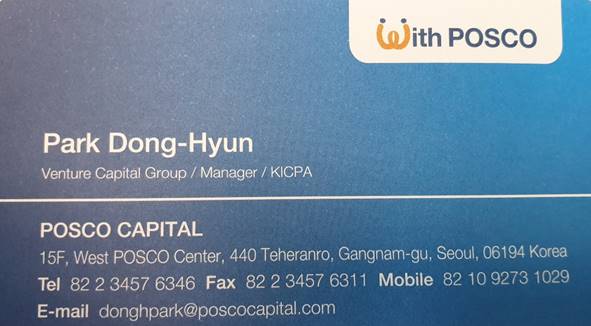 With POSCO
Park Dong-Hyun
Venture Capital Group / Manager / KICPA
POSCO CAPITAL
15F, West POSCO Center, 440 Teheranro, Gangnam-gu, Seoul, 06194 Korea
Tel 82 2 3457 6346 Fax 82 2 3457 6311 Mobile 82 10 9273 1029
E-mail donghpark@poscocapital.com